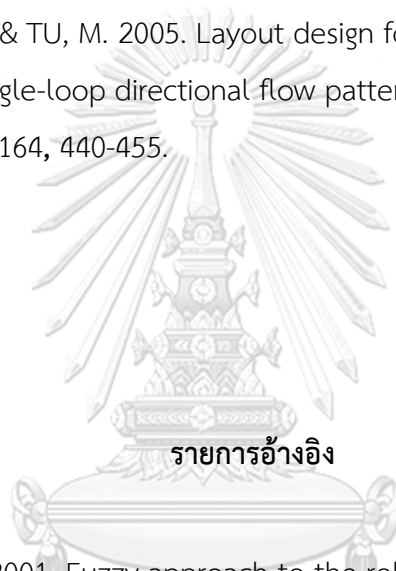 & TU, M. 2005. Layout design fo
gle-loop directional flow patter
164, 440-455.
รายการอ้างอิง
2001. Fuzzy approach to the rel